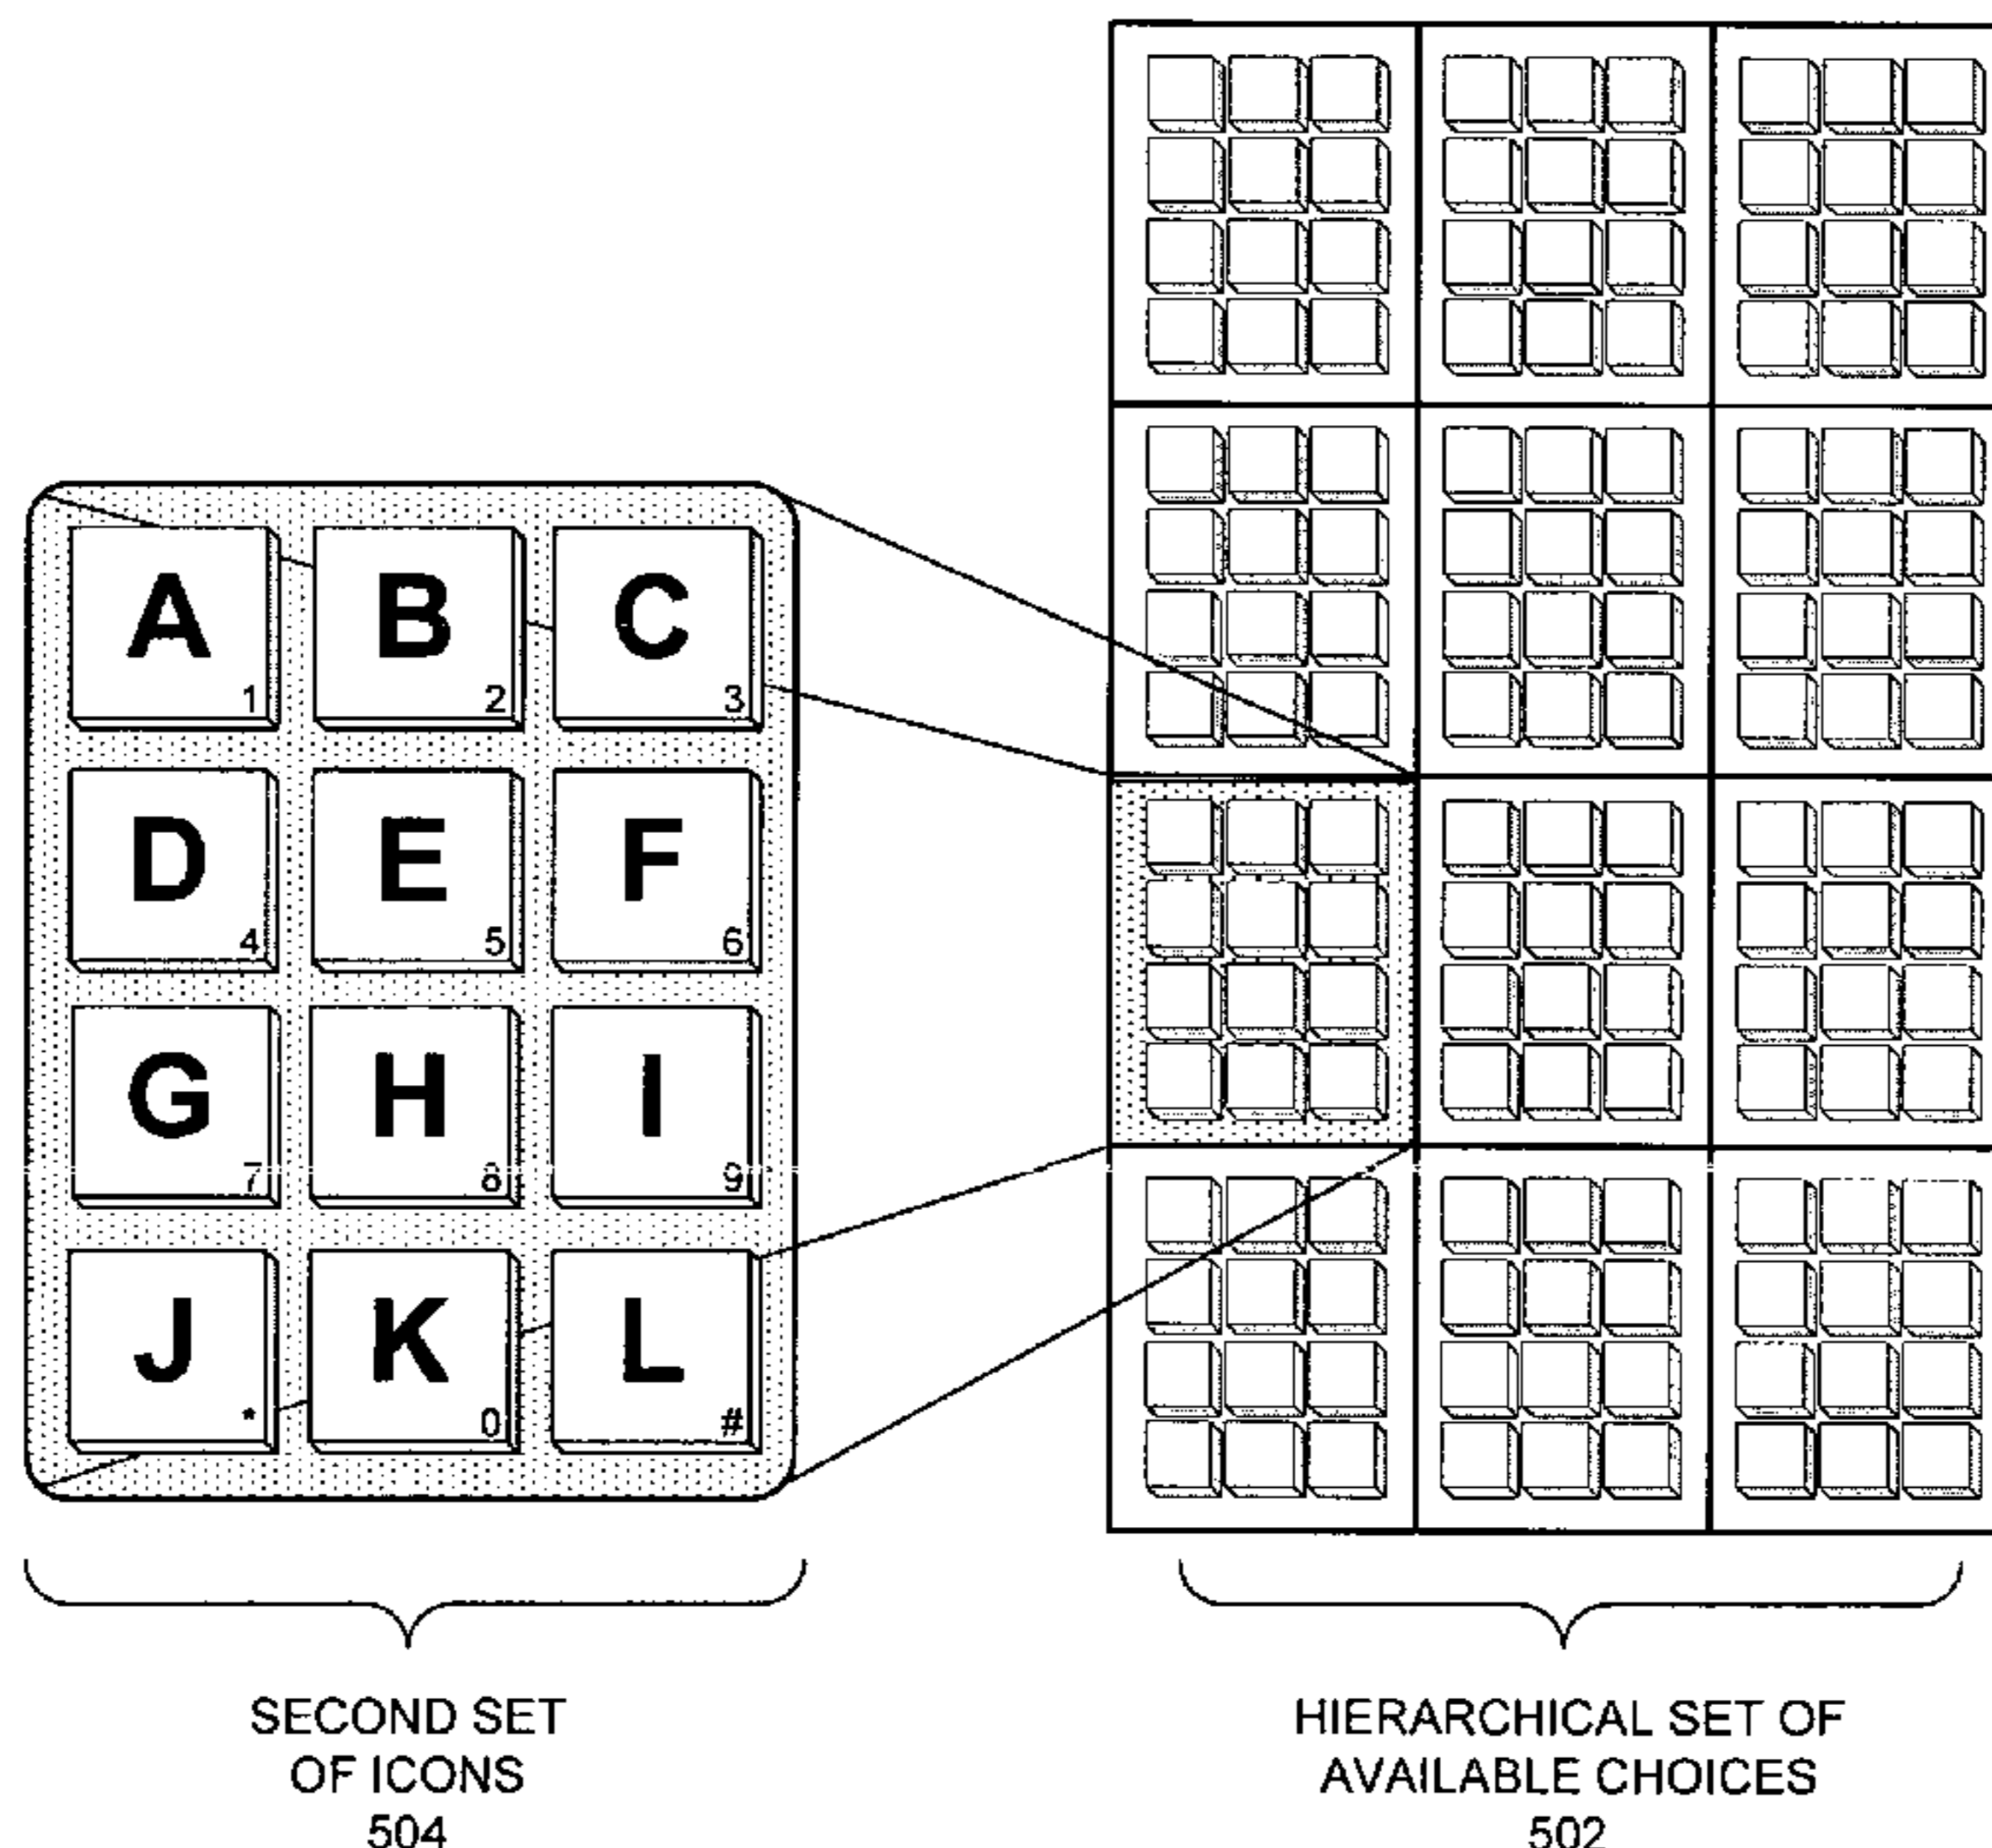 A
1
B
2
C
3
D
4
E
5
F
6
G
7
H
8
I
9
J
*
K
0
L
#
SECOND SET
OF ICONS
504
HIERARCHICAL SET OF
AVAILABLE CHOICES
502